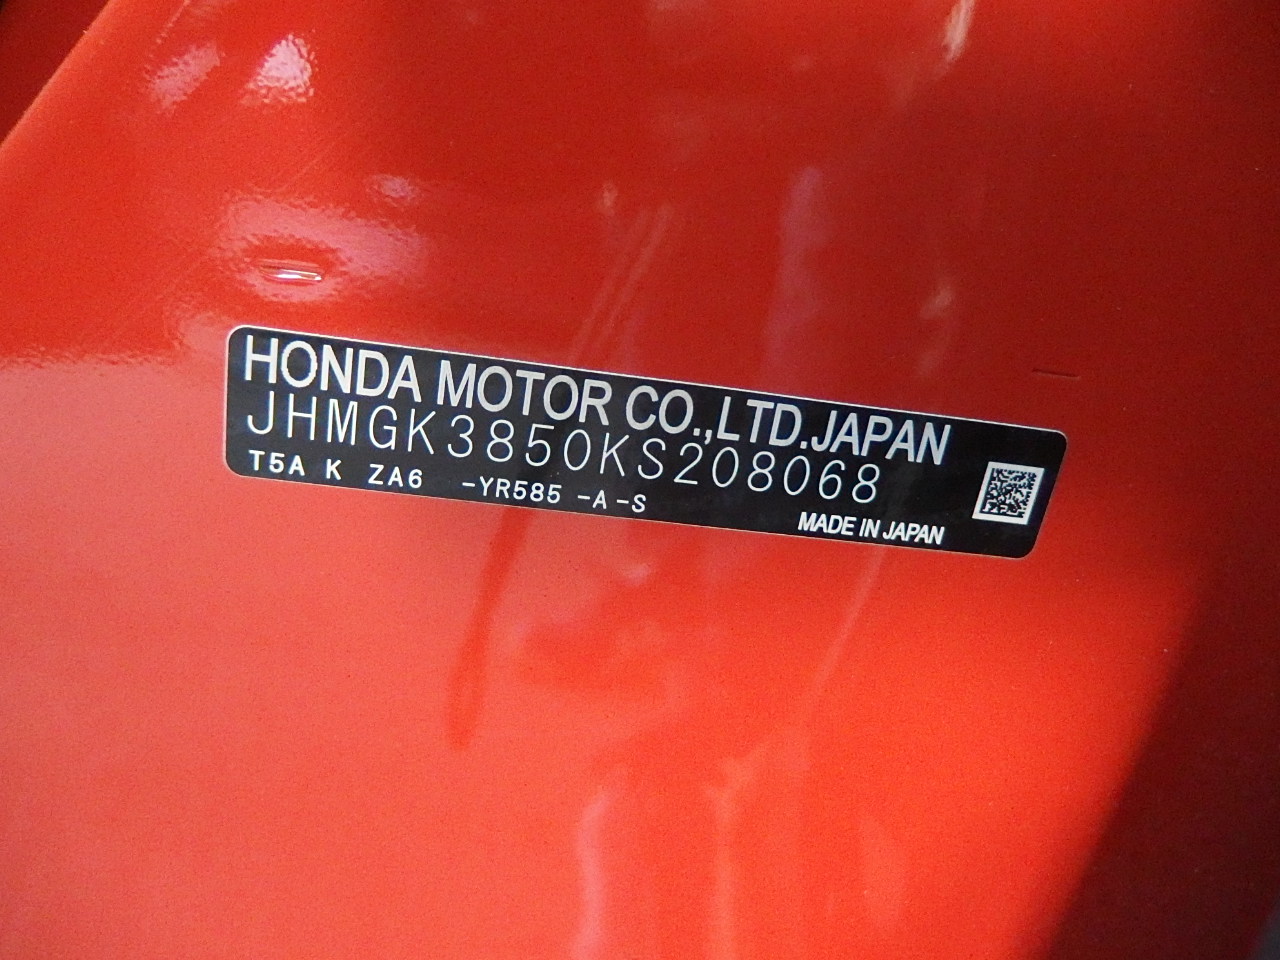 HONDA MOTOR CO.,LTD.JAPAN
JHMGK3850KS208068
T5A K ZA6 -YR585 -A-S
MADE IN JAPAN